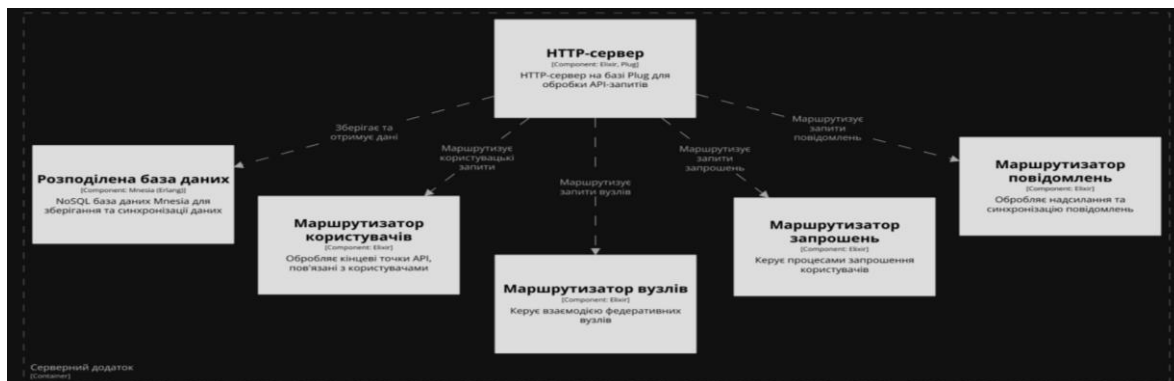 HTTP-сервер
[Component: Elixir, Plug]
HTTP-сервер на базі Plug для
обробки API-запитів
Зберігає та
отримує дані
Маршрутизує
користувацькі
запити
Маршрутизує
запити вузлів
Маршрутизує
запити
запрошень
Маршрутизує
запити
повідомлень
Розподілена база даних
[Component: Mnesia (Erlang)]
NoSQL база даних Mnesia для
зберігання та синхронізації даних
Маршрутизатор
користувачів
[Component: Elixir]
Обробляє кінцеві точки API,
пов'язані з користувачами
Маршрутизатор вузлів
[Component: Elixir]
Керує взаємодією федеративних
вузлів
Маршрутизатор
запрошень
[Component: Elixir]
Керує процесами запрошення
користувачів
Маршрутизатор
повідомлень
[Component: Elixir]
Обробляє надсилання та
синхронізацію повідомлень
Серверний додаток
[Container]